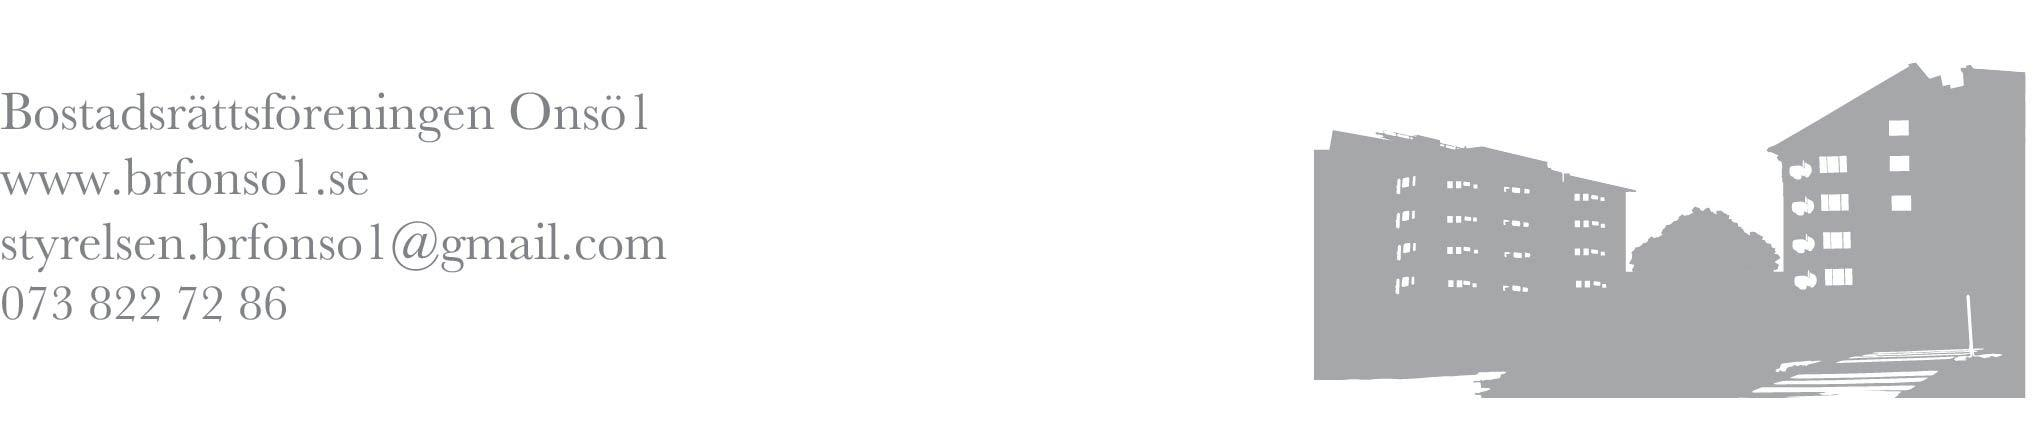 Bostadsrättsföreningen Onsö1
www.brfonso1.se
styrelsen.brfonso1@gmail.com
073 822 72 86